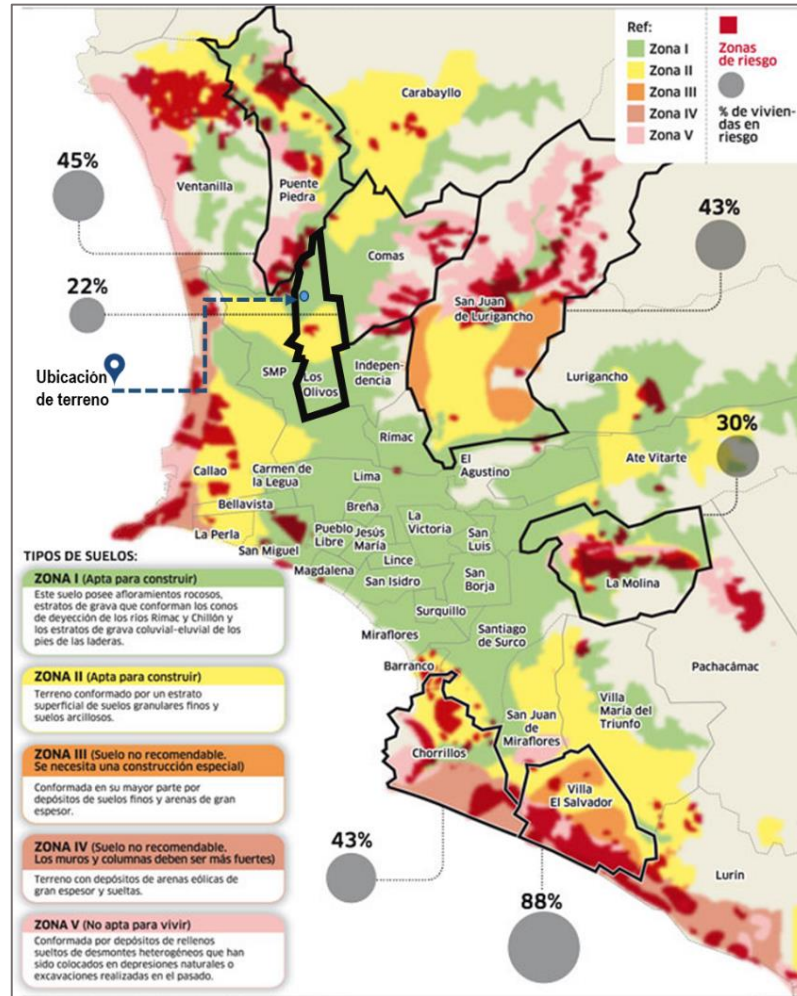 Ref:
Zona I
Zona II
Zona III
Zona IV
Zona V
Zonas
de riesgo
% de vivien-
das en
riesgo
Carabayllo
45%
Ventanilla
Puente
Piedra
43%
Comas
22%
San Juan
de Lurigancho
Ubicación
de terreno
SMP
Los
Olivos
Indepen-
dencia
Lurigancho
Rímac
30%
El
Agustino
Ate Vitarte
Callao
Carmen de
la Legua
Lima
Bellavista
Breña
La
Victoria
La Perla
Pueblo
Libre
Jesús
María
San
Luis
San Miguel
Lince
Magdalena
San Isidro
San
Borja
La Molina
Surquillo
Miraflores
Santiago
de Surco
Barranco
Pachacámac
San Juan
de
Miraflores
Villa
María del
Triunfo
Chorrillos
Villa
El Salvador
43%
88%
Lurín
TIPOS DE SUELOS:
ZONA I (Apta para construir)
Este suelo posee afloramientos rocosos,
estratos de grava que conforman los conos
de deyección de los ríos Rímac y Chillón y
los estratos de grava coluvial-eluvial de los
pies de las laderas.
ZONA II (Apta para construir)
Terreno conformado por un estrato
superficial de suelos granulares finos y
suelos arcillosos.
ZONA III (Suelo no recomendable.
Se necesita una construcción especial)
Conformada en su mayor parte por
depósitos de suelos finos y arenas de gran
espesor.
ZONA IV (Suelo no recomendable.
Los muros y columnas deben ser más fuertes)
Terreno con depósitos de arenas eólicas de
gran espesor y sueltas.
ZONA V (No apta para vivir)
Conformada por depósitos de rellenos
sueltos de desmontes heterogéneos que han
sido colocados en depresiones naturales o
excavaciones realizadas en el pasado.